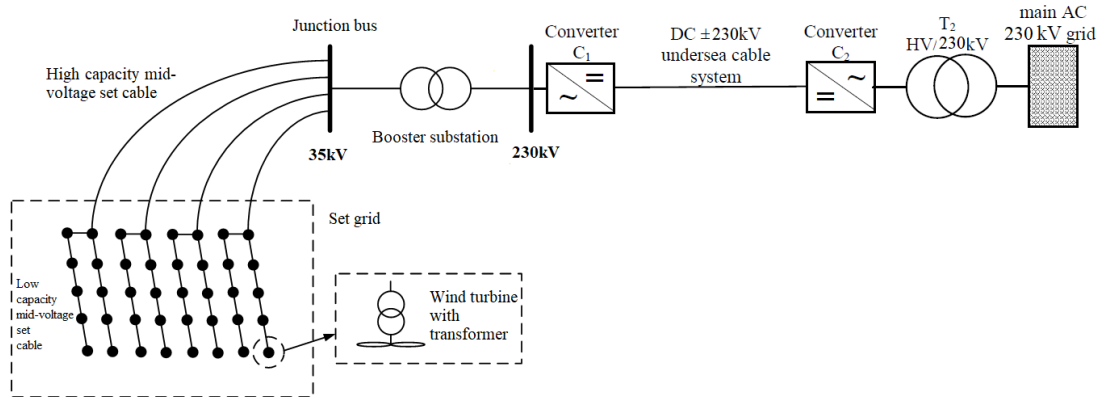 Junction bus
High capacity mid-
voltage set cable
Booster substation
35kV
230kV
Converter
C1
=
~
DC ±230kV
undersea cable
system
Converter
C2
~
=
T2
HV/230kV
main AC
230 kV grid
Set grid
Low
capacity
mid-voltage
set
cable
Wind turbine
with
transformer